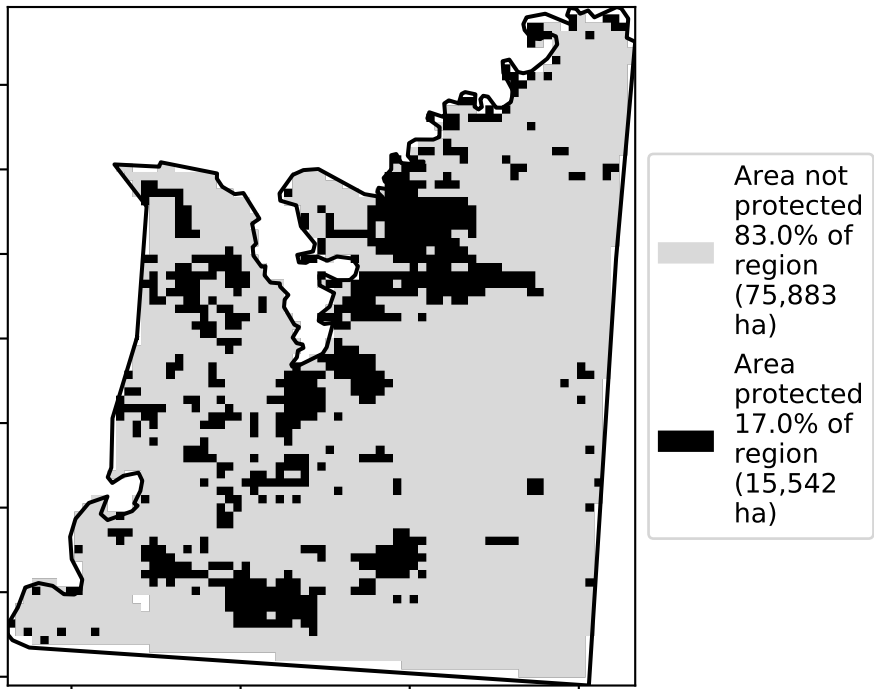 Area not
protected
83.0% of
region
(75,883
ha)
Area
protected
17.0% of
region
(15,542
ha)